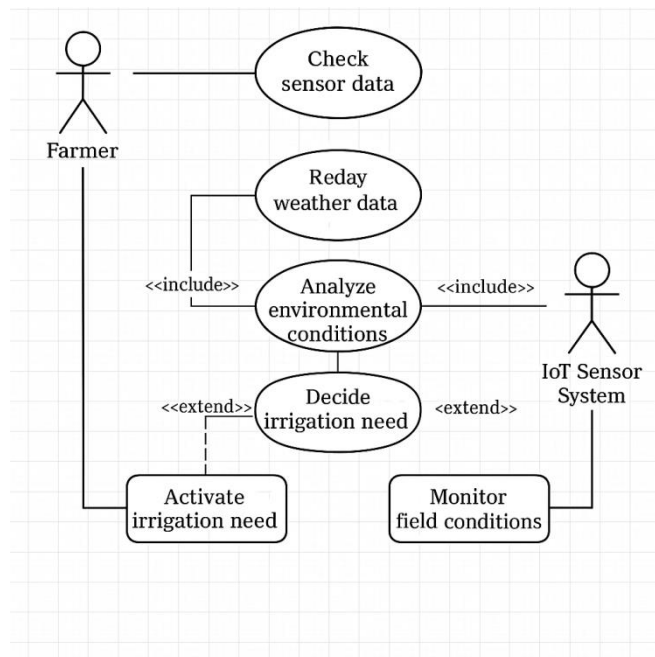 Check
sensor data
Farmer
Reday
weather data
<<include>>
Analyze
environmental
conditions
<<include>>
IoT Sensor
System
<<extend>>
Decide
irrigation need
<extend>>
Activate
irrigation need
Monitor
field conditions